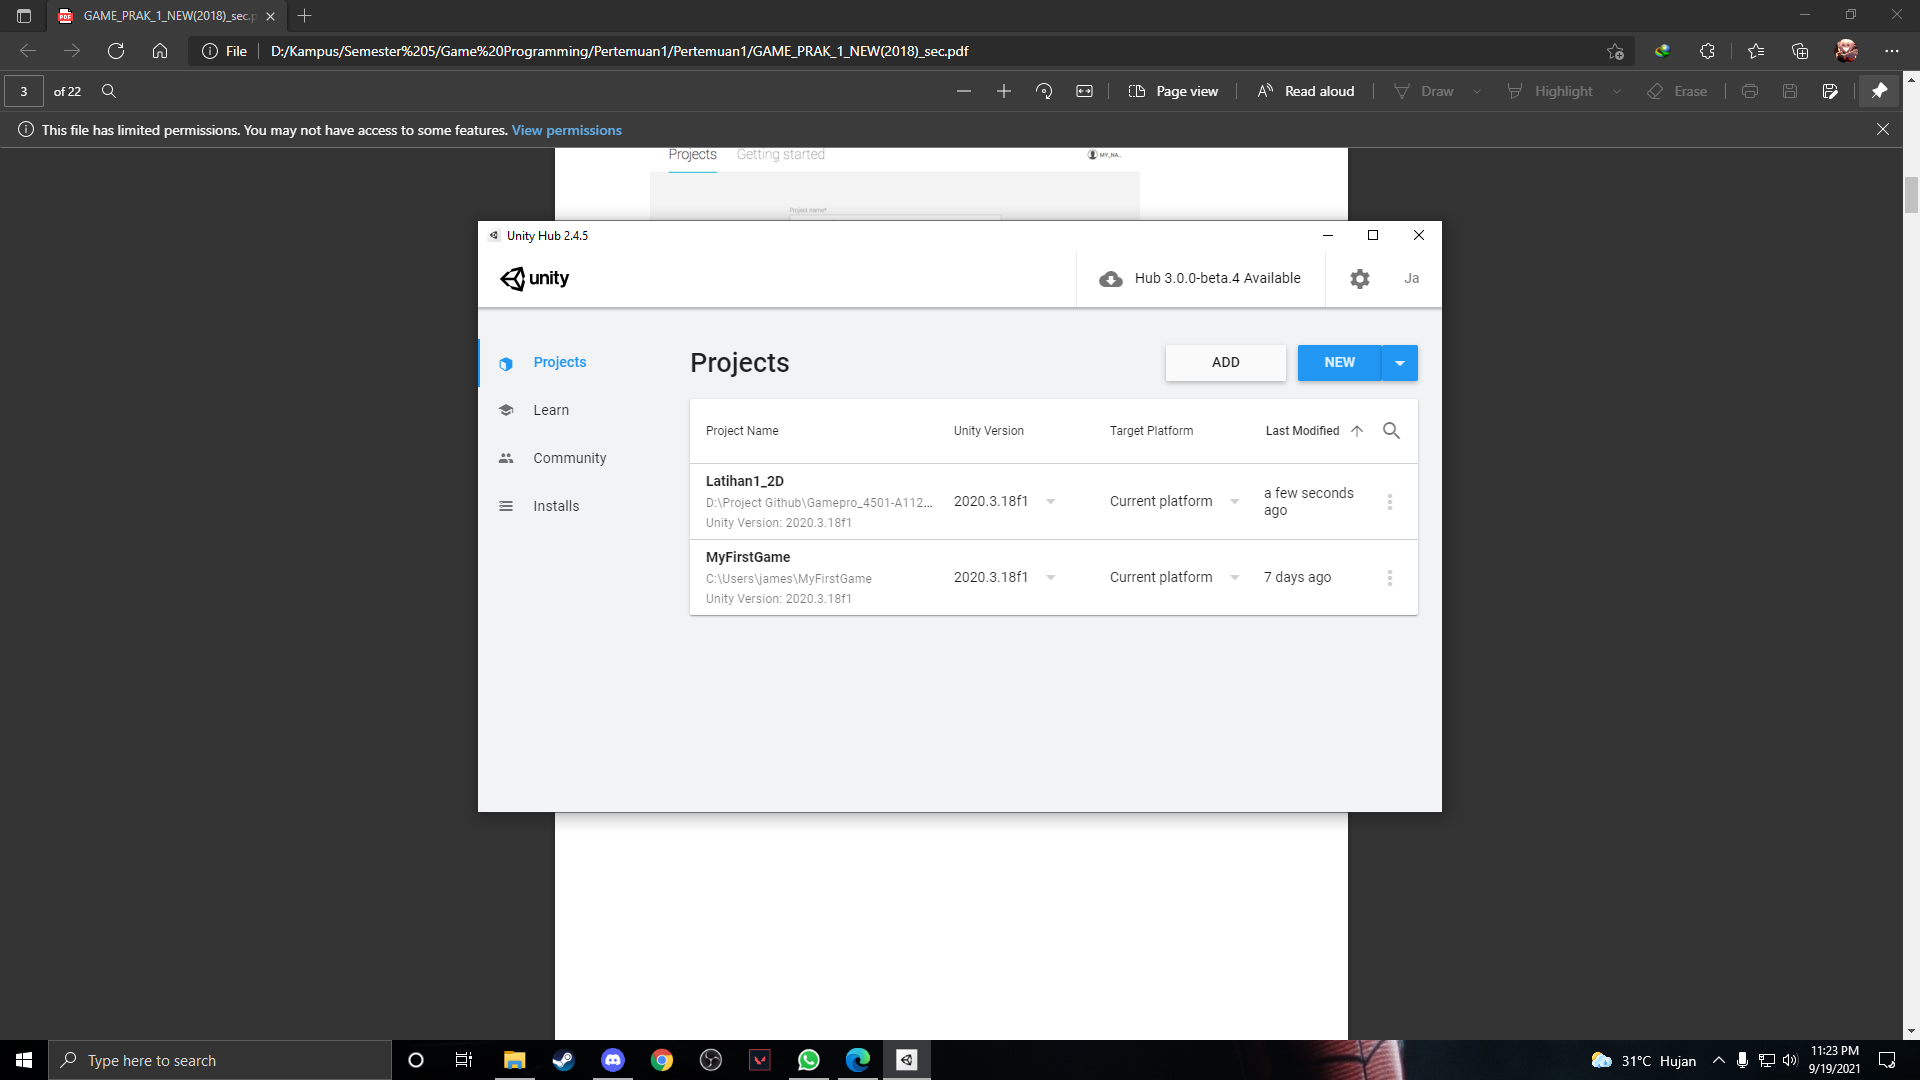 GAME_PRAK_1_NEW(2018)_sec.p
File
D:/Kampus/Semester%205/Game%20Programming/Pertemuan1/Pertemuan1/GAME_PRAK_1_NEW(2018)_sec.pdf
3 of 22
Page view
Read aloud
Draw
Highlight
Erase
This file has limited permissions. You may not have access to some features. View permissions
Projects Getting started
MY_NA...
Project name*
Unity Hub 2.4.5
unity
Hub 3.0.0-beta.4 Available
Ja
Projects
Learn
Community
Installs
Projects
ADD
NEW
Project Name Unity Version Target Platform Last Modified
Latihan1_2D
D:\Project Github\Gamepro_4501-A112...
Unity Version: 2020.3.18f1
2020.3.18f1
Current platform
a few seconds
ago
MyFirstGame
C:\Users\james\MyFirstGame
Unity Version: 2020.3.18f1
2020.3.18f1
Current platform
7 days ago
Type here to search
31°C Hujan
11:23 PM
9/19/2021